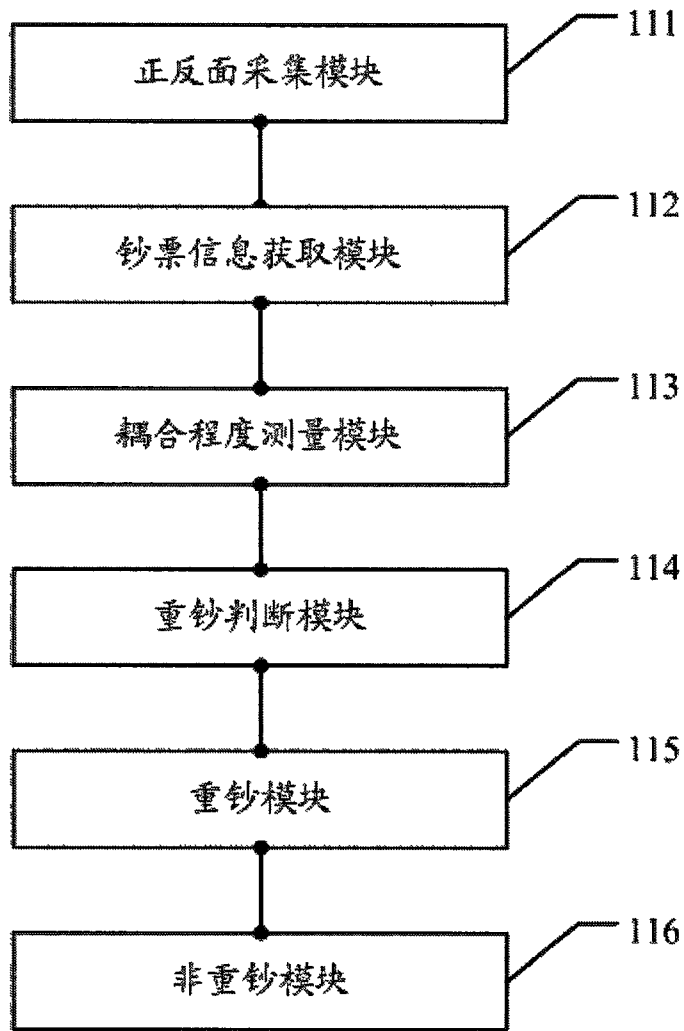 111
正反面采集模块
112
钞票信息获取模块
113
耦合程度测量模块
114
重钞判断模块
115
重钞模块
116
非重钞模块